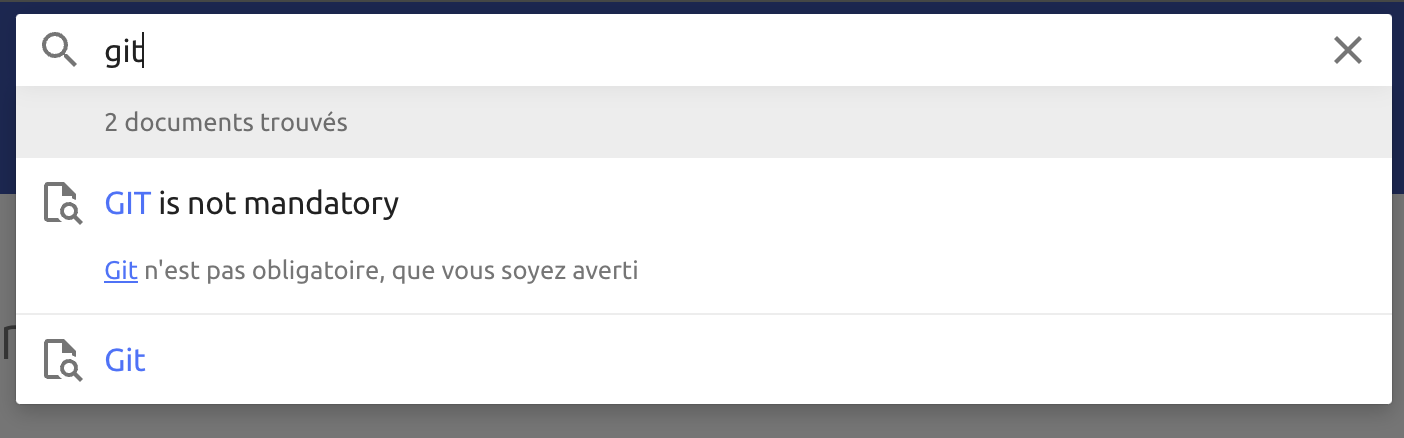 git
2 documents trouvés
GIT is not mandatory
Git n'est pas obligatoire, que vous soyez averti
Git